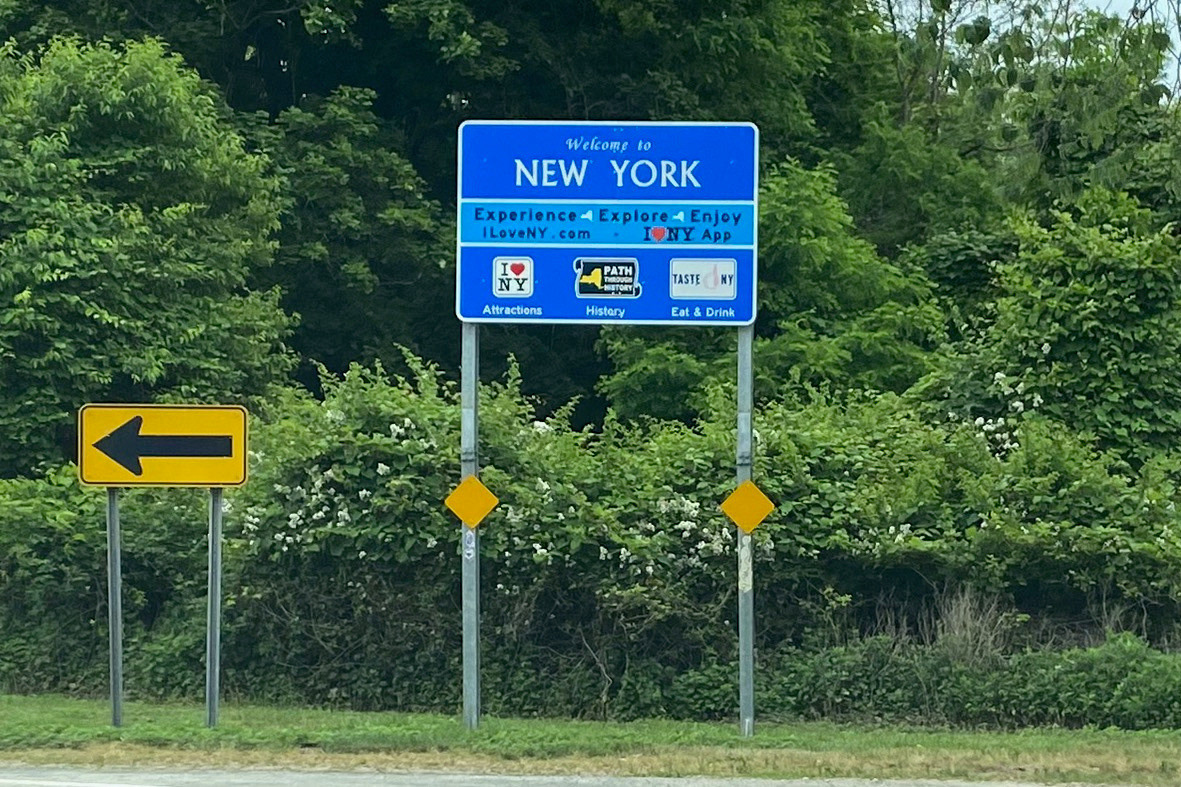 Welcome to
NEW YORK
Experience Explore Enjoy
ILoveNY.com I ♥ NY App
I ♥
NY
PATH
THROUGH
HISTORY
TASTE NY
Attractions History Eat & Drink